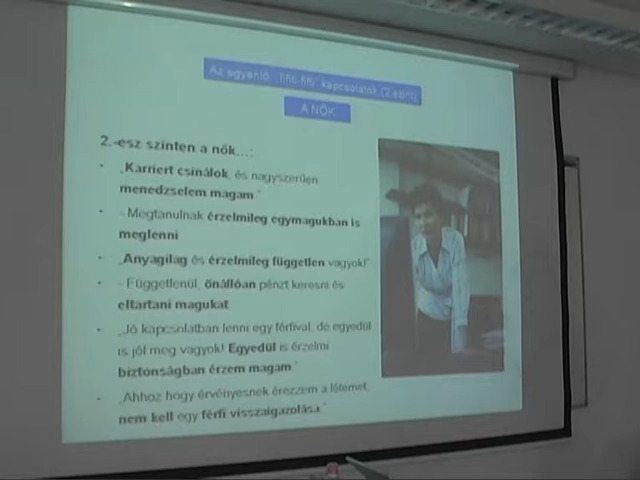 Az egyenlő, „fifti-fifti” kapcsolatok (2.szint)
A NŐK
2.-esz szinten a nők…:
„Karriert csinálok, és nagyszerűen
menedzselem magam.”
- Megtanulnak érzelmileg egymagukban is
meglenni
„Anyagilag és érzelmileg független vagyok!”
- Függetlenül, önállóan pénzt keresni és
eltartani magukat.
„Jó kapcsolatban lenni egy férfival, de egyedül
is jól meg vagyok! Egyedül is érzelmi
biztonságban érzem magam.”
„Ahhoz hogy érvényesnek érezzem a létemet,
nem kell egy férfi visszaigazolása.”